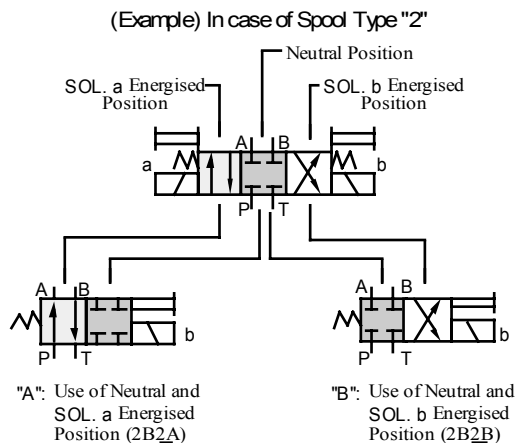 (Example) In case of Spool Type "2"
Neutral Position
SOL. a Energised
Position
SOL. b Energised
Position
A B
a b
P T
A B
b
P T
A B
b
P T
"A": Use of Neutral and
SOL. a Energised
Position (2B2A)
"B": Use of Neutral and
SOL. b Energised
Position (2B2B)